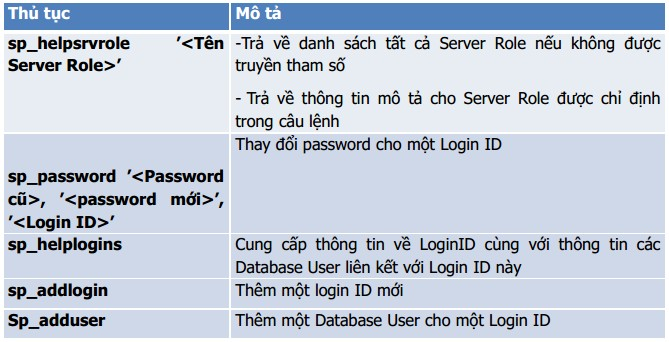 Thủ tục
Mô tả
sp_helpsrvrole ’<Tên
Server Role>’
-Trả về danh sách tất cả Server Role nếu không được
truyền tham số
- Trả về thông tin mô tả cho Server Role được chỉ định
trong câu lệnh
sp_password ’<Password
cũ>, ’<password mới>’,
’<Login ID>’
Thay đổi password cho một Login ID
sp_helplogins
Cung cấp thông tin về LoginID cùng với thông tin các
Database User liên kết với Login ID này
sp_addlogin
Thêm một login ID mới
Sp_adduser
Thêm một Database User cho một Login ID